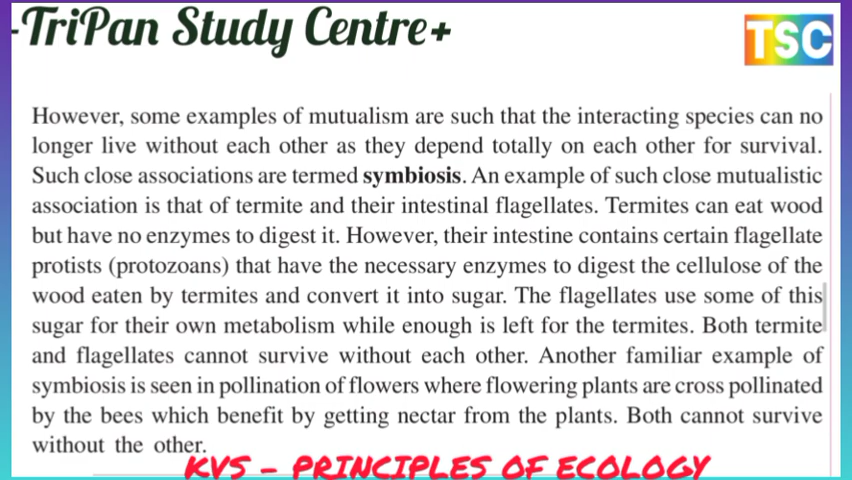 -TriPan Study Centre+
TSC
However, some examples of mutualism are such that the interacting species can no
longer live without each other as they depend totally on each other for survival.
Such close associations are termed symbiosis. An example of such close mutualistic
association is that of termite and their intestinal flagellates. Termites can eat wood
but have no enzymes to digest it. However, their intestine contains certain flagellate
protists (protozoans) that have the necessary enzymes to digest the cellulose of the
wood eaten by termites and convert it into sugar. The flagellates use some of this
sugar for their own metabolism while enough is left for the termites. Both termite
and flagellates cannot survive without each other. Another familiar example of
symbiosis is seen in pollination of flowers where flowering plants are cross pollinated
by the bees which benefit by getting nectar from the plants. Both cannot survive
without the other.
KVS - PRINCIPLES OF ECOLOGY